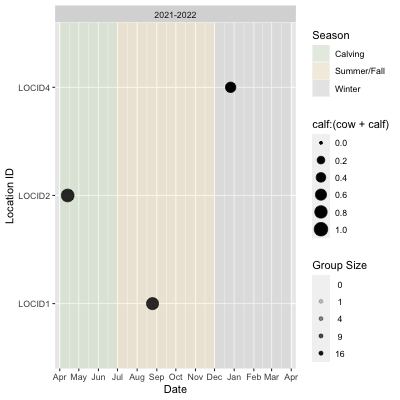 2021-2022
LOCID4
LOCID2
LOCID1
Location ID
Apr May Jun Jul Aug Sep Oct Nov Dec Jan Feb Mar Apr
Date
Season
Calving
Summer/Fall
Winter
calf:(cow + calf)
0.0
0.2
0.4
0.6
0.8
1.0
Group Size
0
1
4
9
16